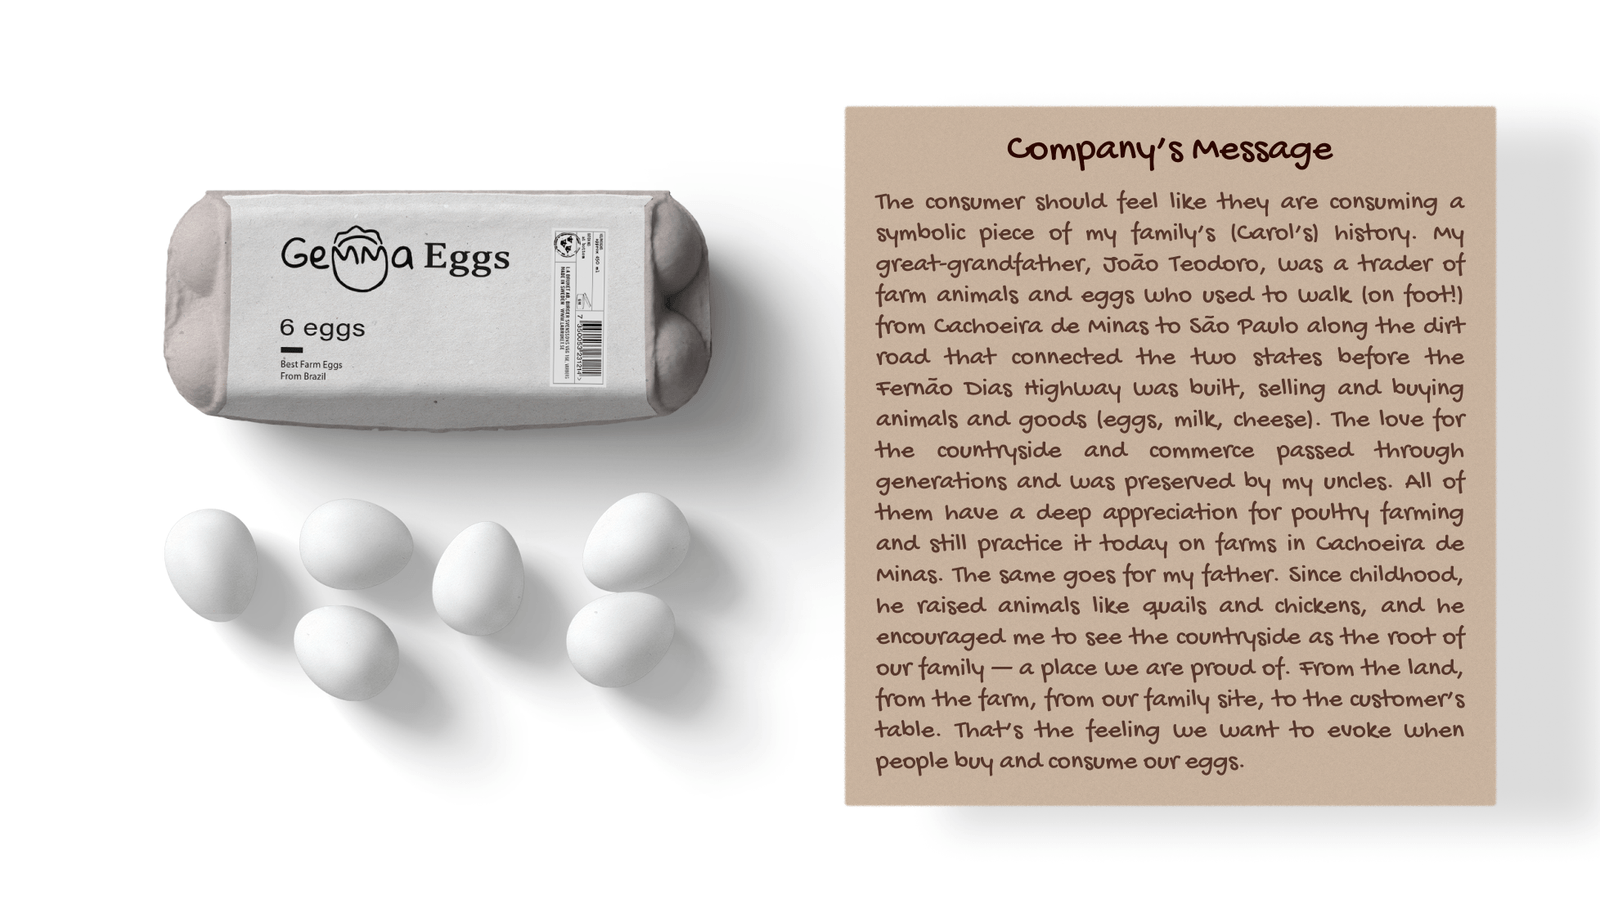 Gemma Eggs
6 eggs
Best Farm Eggs
From Brazil
Company's Message
The consumer should feel like they are consuming a
symbolic piece of my family's (Carol's) history. My
great-grandfather, João Teodoro, was a trader of
farm animals and eggs who used to walk (on foot!)
from Cachoeira de Minas to São Paulo along the dirt
road that connected the two states before the
Fernão Dias Highway was built, selling and buying
animals and goods (eggs, milk, cheese). The love for
the countryside and commerce passed through
generations and was preserved by my uncles. All of
them have a deep appreciation for poultry farming
and still practice it today on farms in Cachoeira de
Minas. The same goes for my father. Since childhood,
he raised animals like quails and chickens, and he
encouraged me to see the countryside as the root of
our family — a place we are proud of. From the land,
from the farm, from our family site, to the customer's
table. That's the feeling we want to evoke when
people buy and consume our eggs.